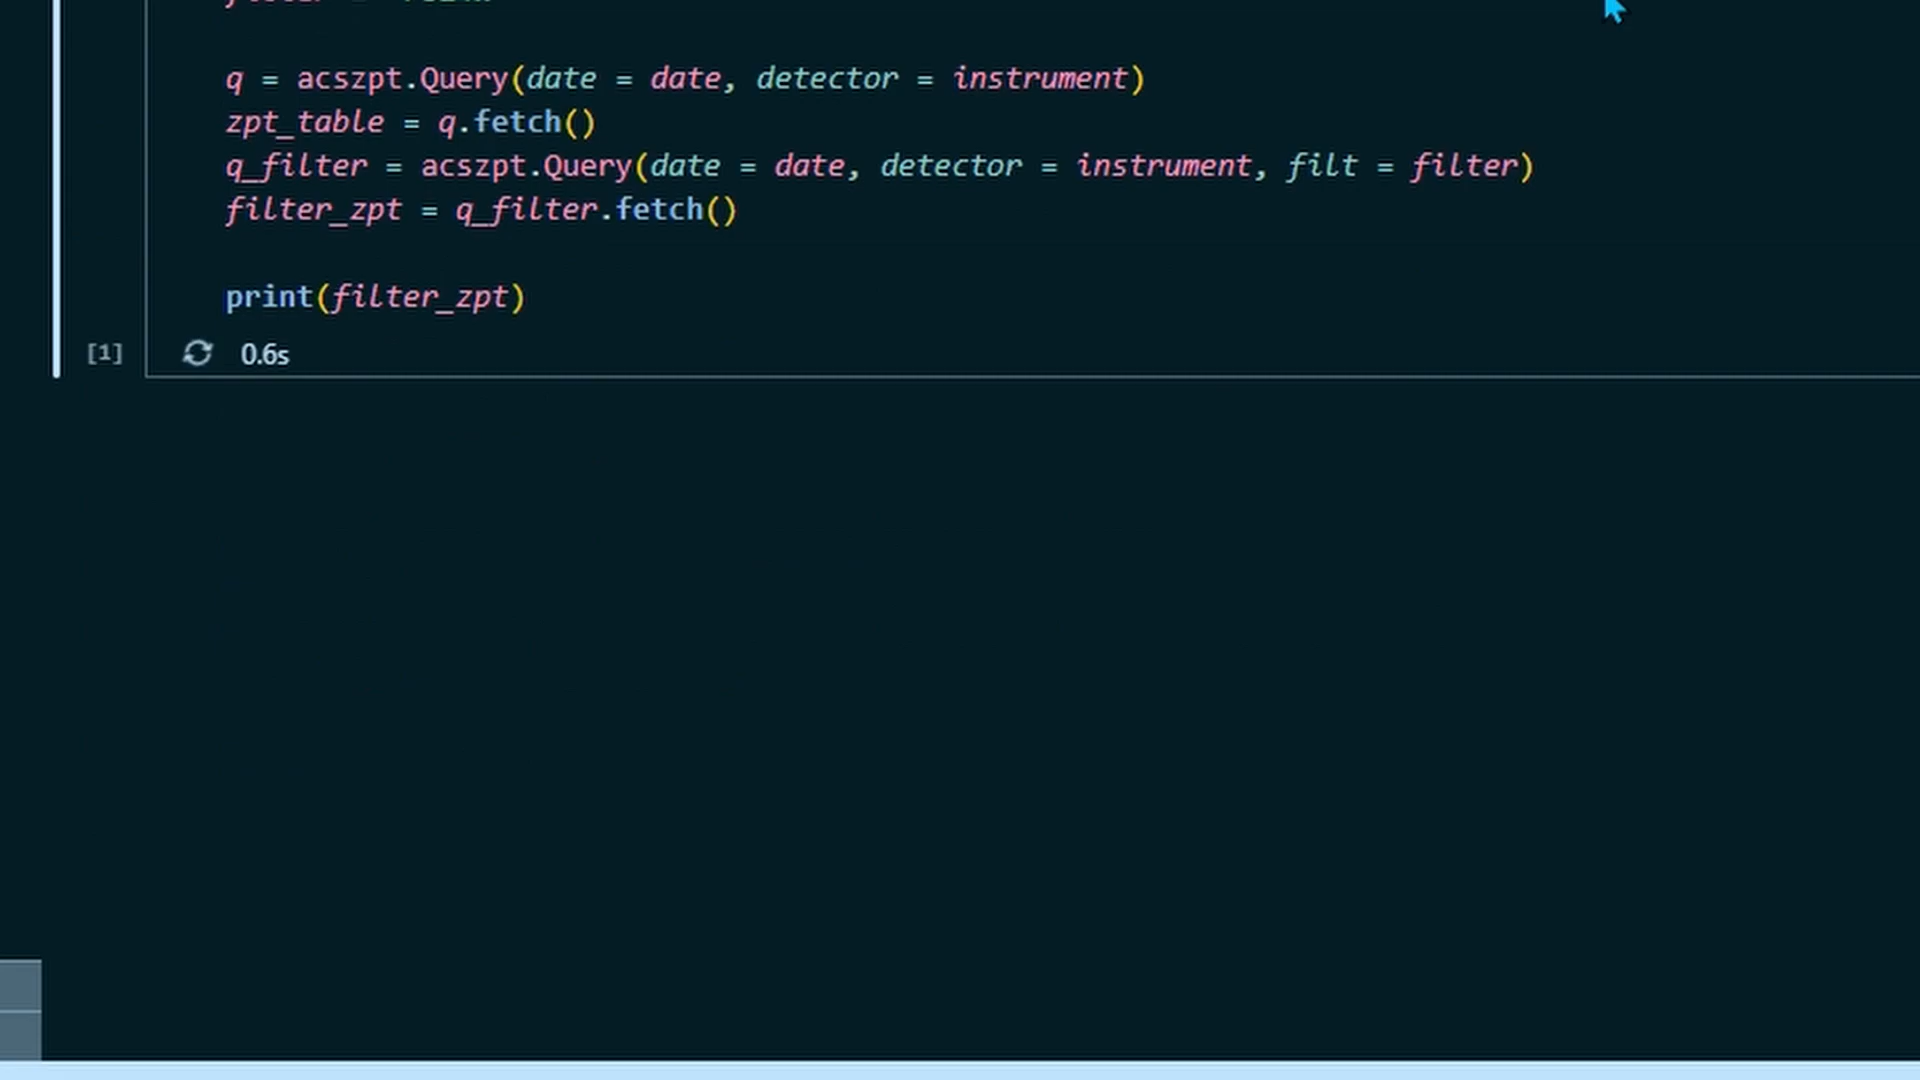 q = acszpt.Query(date = date, detector = instrument)
zpt_table = q.fetch()
q_filter = acszpt.Query(date = date, detector = instrument, filt = filter)
filter_zpt = q_filter.fetch()
print(filter_zpt)
[1] 0.6s